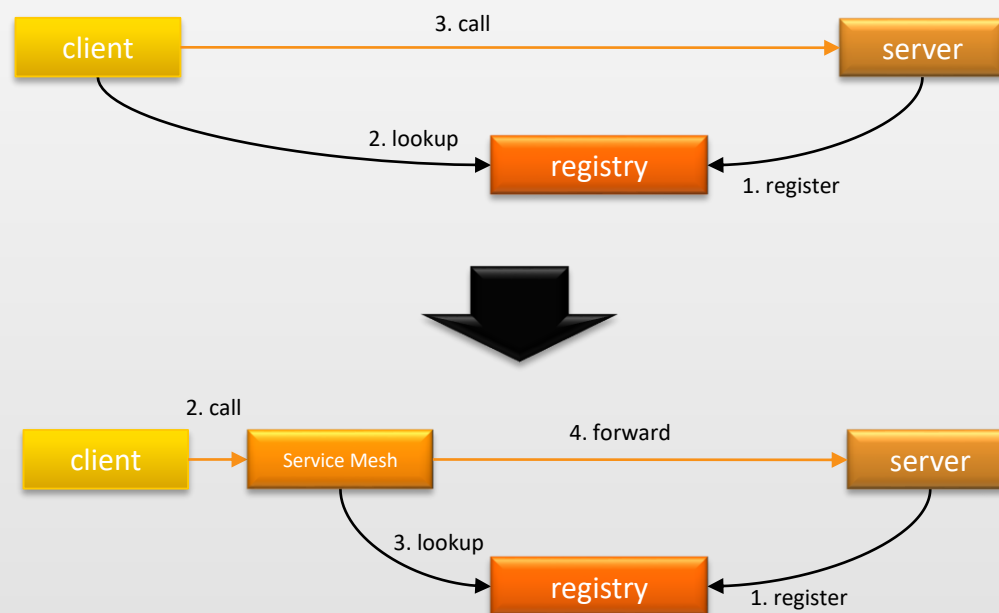 3. call
client
server
2. lookup
registry
1. register
2. call
4. forward
client
Service Mesh
server
3. lookup
registry
1. register